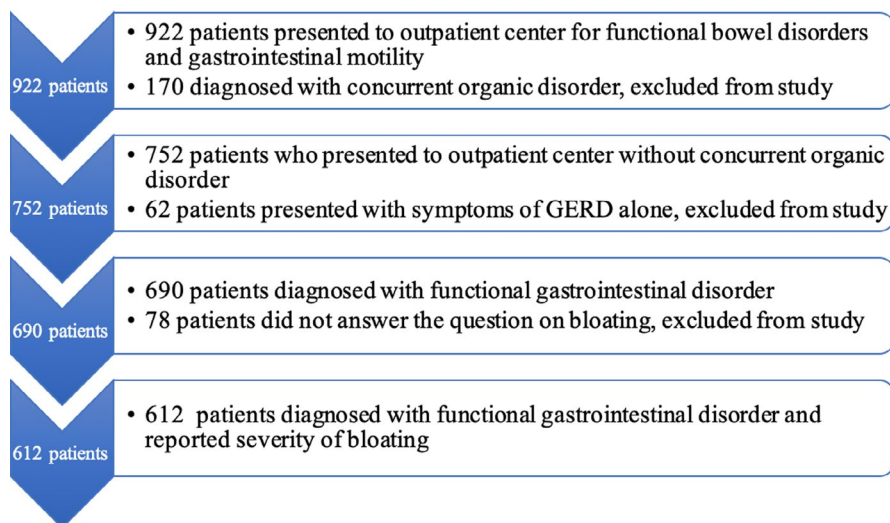 922 patients
• 922 patients presented to outpatient center for functional bowel disorders
and gastrointestinal motility
• 170 diagnosed with concurrent organic disorder, excluded from study
752 patients
• 752 patients who presented to outpatient center without concurrent organic
disorder
• 62 patients presented with symptoms of GERD alone, excluded from study
690 patients
• 690 patients diagnosed with functional gastrointestinal disorder
• 78 patients did not answer the question on bloating, excluded from study
612 patients
• 612 patients diagnosed with functional gastrointestinal disorder and
reported severity of bloating